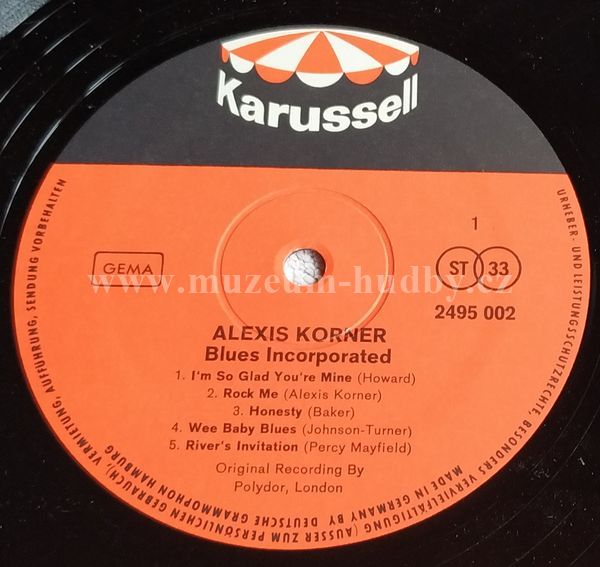 Karussell
1
GEMA
ST 33
www.muzeum-hudby.cz
2495 002
ALEXIS KORNER
Blues Incorporated
1. I'm So Glad You're Mine (Howard)
2. Rock Me (Alexis Korner)
3. Honesty (Baker)
4. Wee Baby Blues (Johnson-Turner)
5. River's Invitation (Percy Mayfield)
Original Recording By
Polydor, London
URHEBER- UND LEISTUNGSSCHUTZRECHTE, BESONDERS VERVIELFÄLTIGUNG (AUSSER ZUM PERSÖNLICHEN GEBRAUCH), VERMIETUNG, AUFFÜHRUNG, SENDUNG VORBEHALTEN
MADE IN GERMANY BY DEUTSCHE GRAMMOPHON HAMBURG